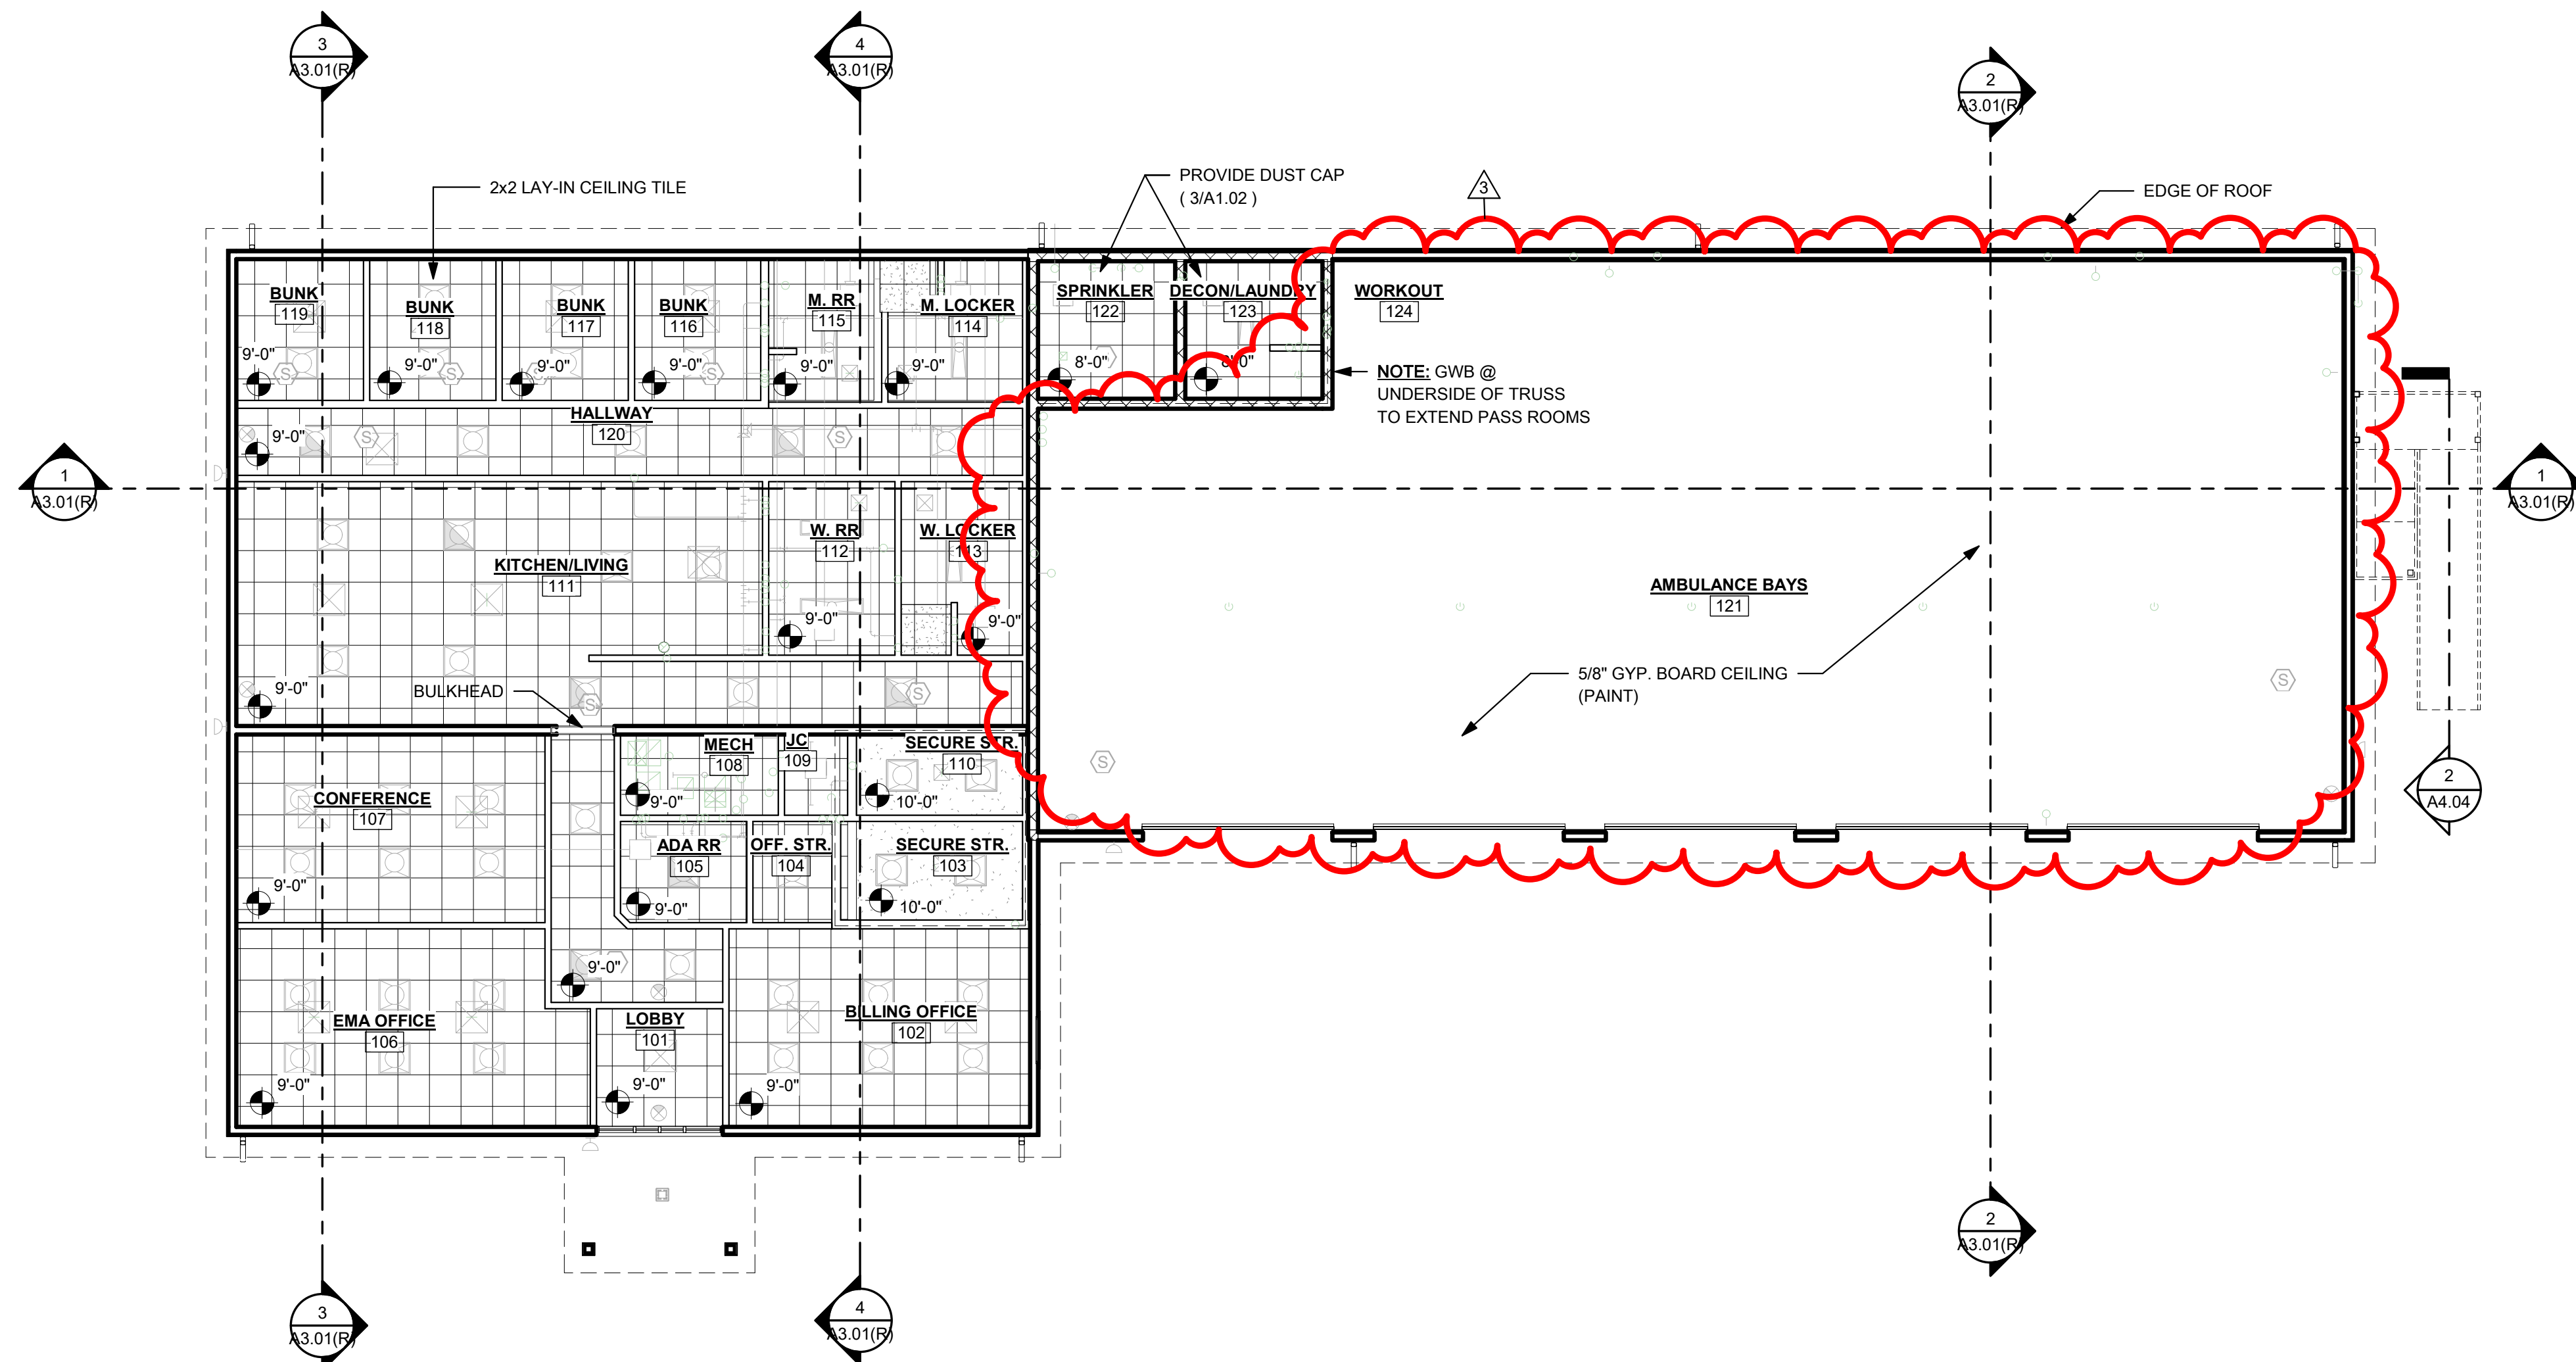 3
A3.01(R)
4
A3.01(R)
2
A3.01(R)
2x2 LAY-IN CEILING TILE
PROVIDE DUST CAP
( 3/A1.02 )
3
EDGE OF ROOF
BUNK
119
9'-0"
S
BUNK
118
9'-0"
S
BUNK
117
9'-0"
BUNK
116
9'-0"
S
M. RR
115
9'-0"
M. LOCKER
114
9'-0"
SPRINKLER
122
8'-0"
DECON/LAUNDRY
123
8'-0"
WORKOUT
124
NOTE: GWB @
UNDERSIDE OF TRUSS
TO EXTEND PASS ROOMS
HALLWAY
120
9'-0"
S
S
1
A3.01(R)
1
A3.01(R)
KITCHEN/LIVING
111
9'-0"
W. RR
112
9'-0"
W. LOCKER
113
9'-0"
AMBULANCE BAYS
121
5/8" GYP. BOARD CEILING
(PAINT)
S
S
S
S
BULKHEAD
MECH
108
9'-0"
JC
109
SECURE STR.
110
10'-0"
CONFERENCE
107
9'-0"
ADA RR
105
9'-0"
OFF. STR.
104
SECURE STR.
103
10'-0"
2
A4.04
9'-0"
EMA OFFICE
106
9'-0"
LOBBY
101
9'-0"
BILLING OFFICE
102
9'-0"
2
A3.01(R)
3
A3.01(R)
4
A3.01(R)